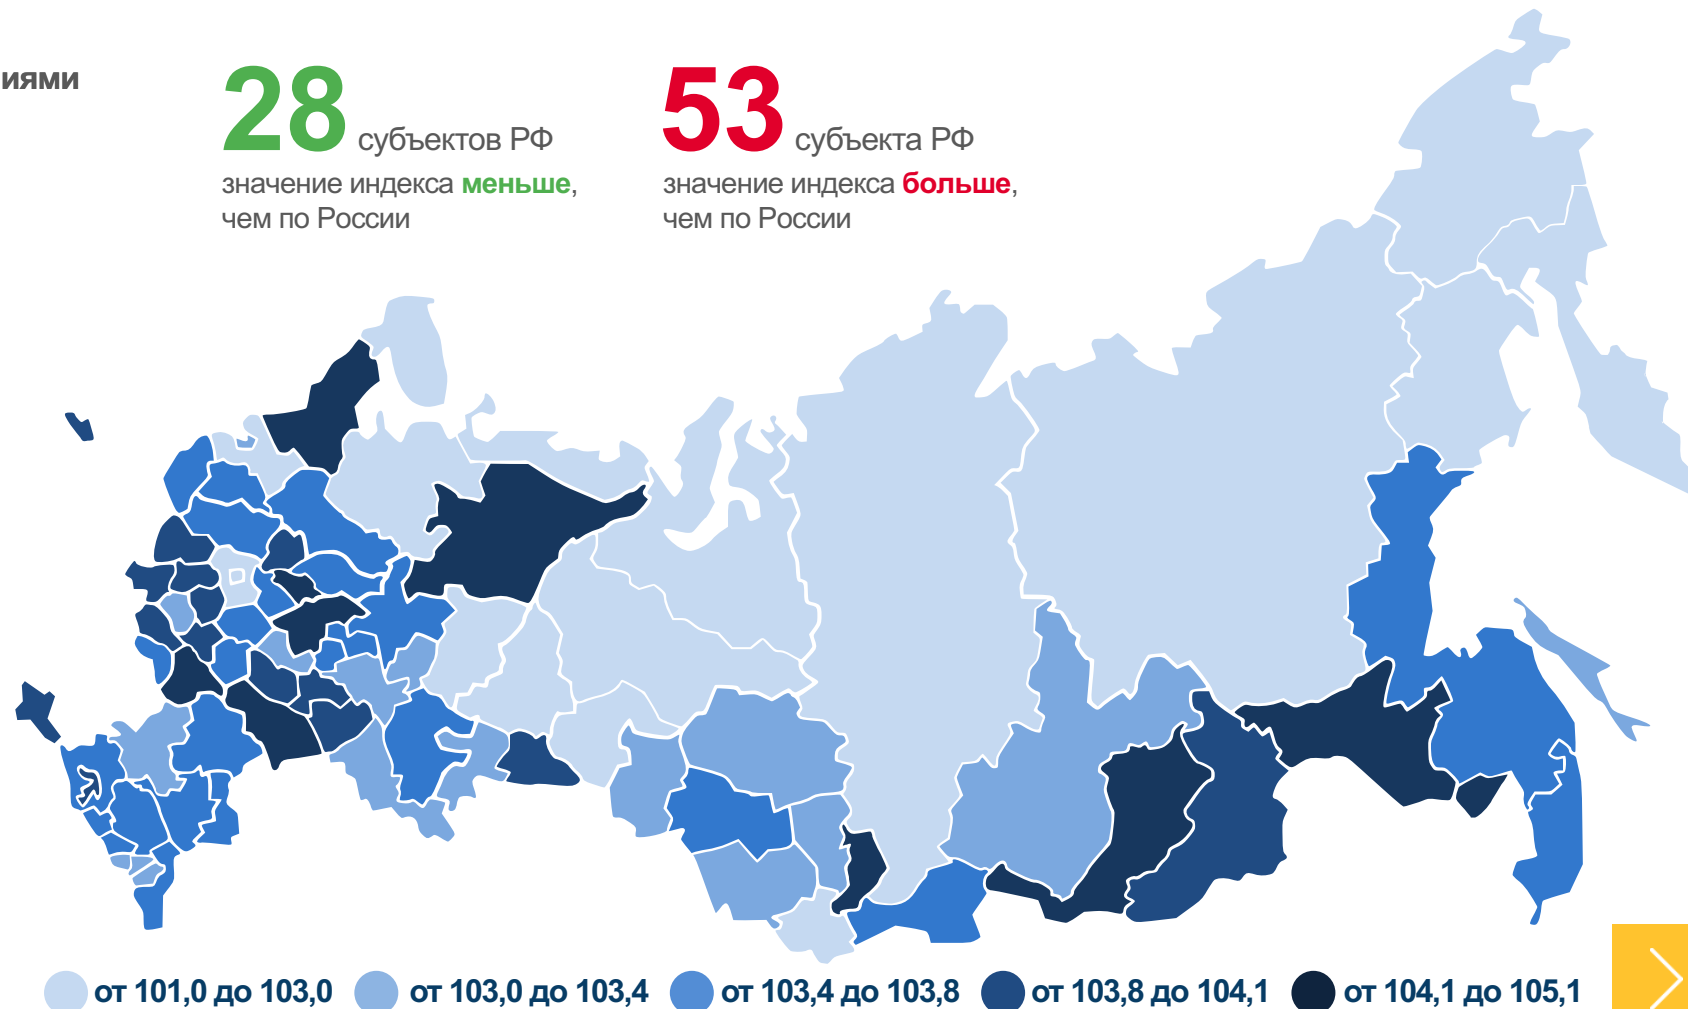 иями
28 субъектов РФ
значение индекса меньше,
чем по России
53 субъекта РФ
значение индекса больше,
чем по России
от 101,0 до 103,0
от 103,0 до 103,4
от 103,4 до 103,8
от 103,8 до 104,1
от 104,1 до 105,1